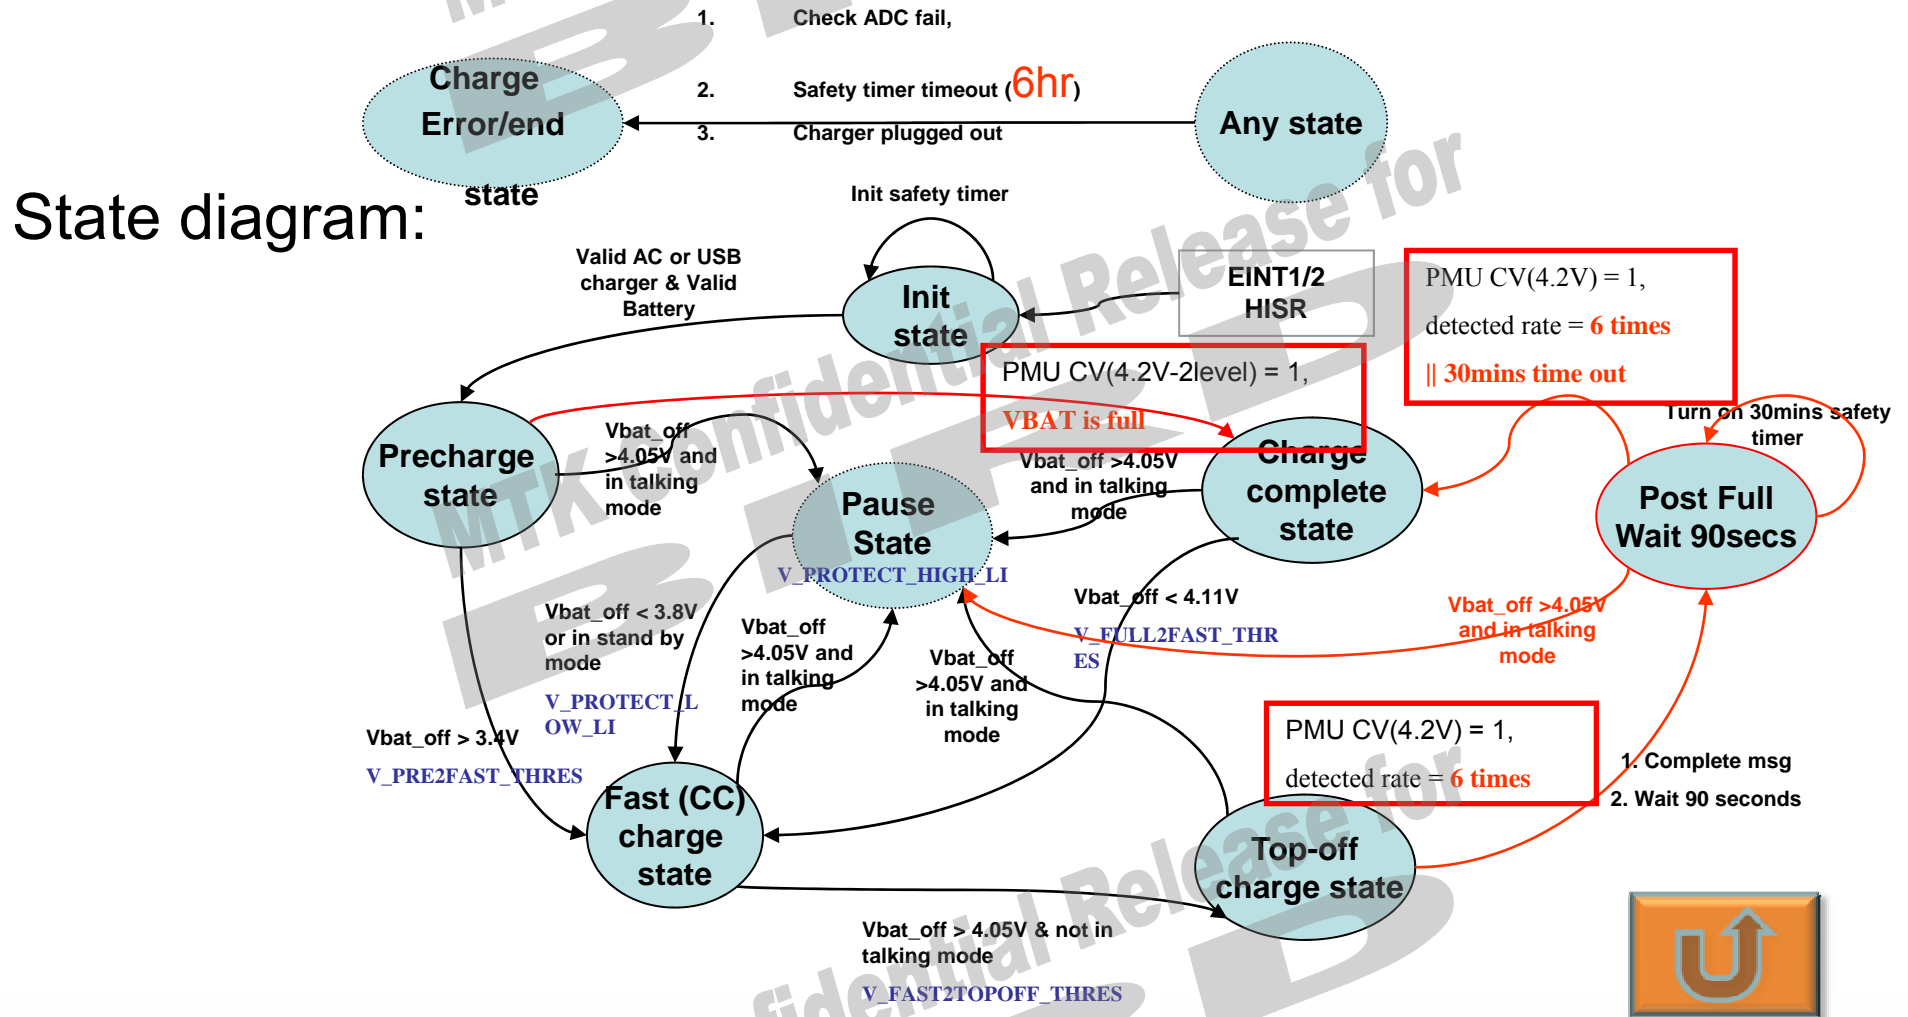 1. Check ADC fail,
2. Safety timer timeout (6hr)
3. Charger plugged out
Charge
Error/end
state
Any state
State diagram:
Init safety timer
Valid AC or USB
charger & Valid
Battery
Init
state
EINT1/2
HISR
PMU CV(4.2V) = 1,
detected rate = 6 times
|| 30mins time out
PMU CV(4.2V-2level) = 1,
VBAT is full
Turn on 30mins safety
timer
Precharge
state
Vbat_off
>4.05V and
in talking
mode
Pause
State
V_PROTECT_HIGH_LI
Vbat_off >4.05V
and in talking
mode
Charge
complete
state
Post Full
Wait 90secs
Vbat_off < 3.8V
or in stand by
mode
V_PROTECT_L
OW_LI
Vbat_off
>4.05V and
in talking
mode
Vbat_off
>4.05V and
in talking
mode
Vbat_off < 4.11V
V_FULL2FAST_THR
ES
Vbat_off >4.05V
and in talking
mode
Vbat_off > 3.4V
V_PRE2FAST_THRES
Fast (CC)
charge
state
PMU CV(4.2V) = 1,
detected rate = 6 times
1. Complete msg
2. Wait 90 seconds
Top-off
charge state
Vbat_off > 4.05V & not in
talking mode
V_FAST2TOPOFF_THRES
MTK Confidential Release for